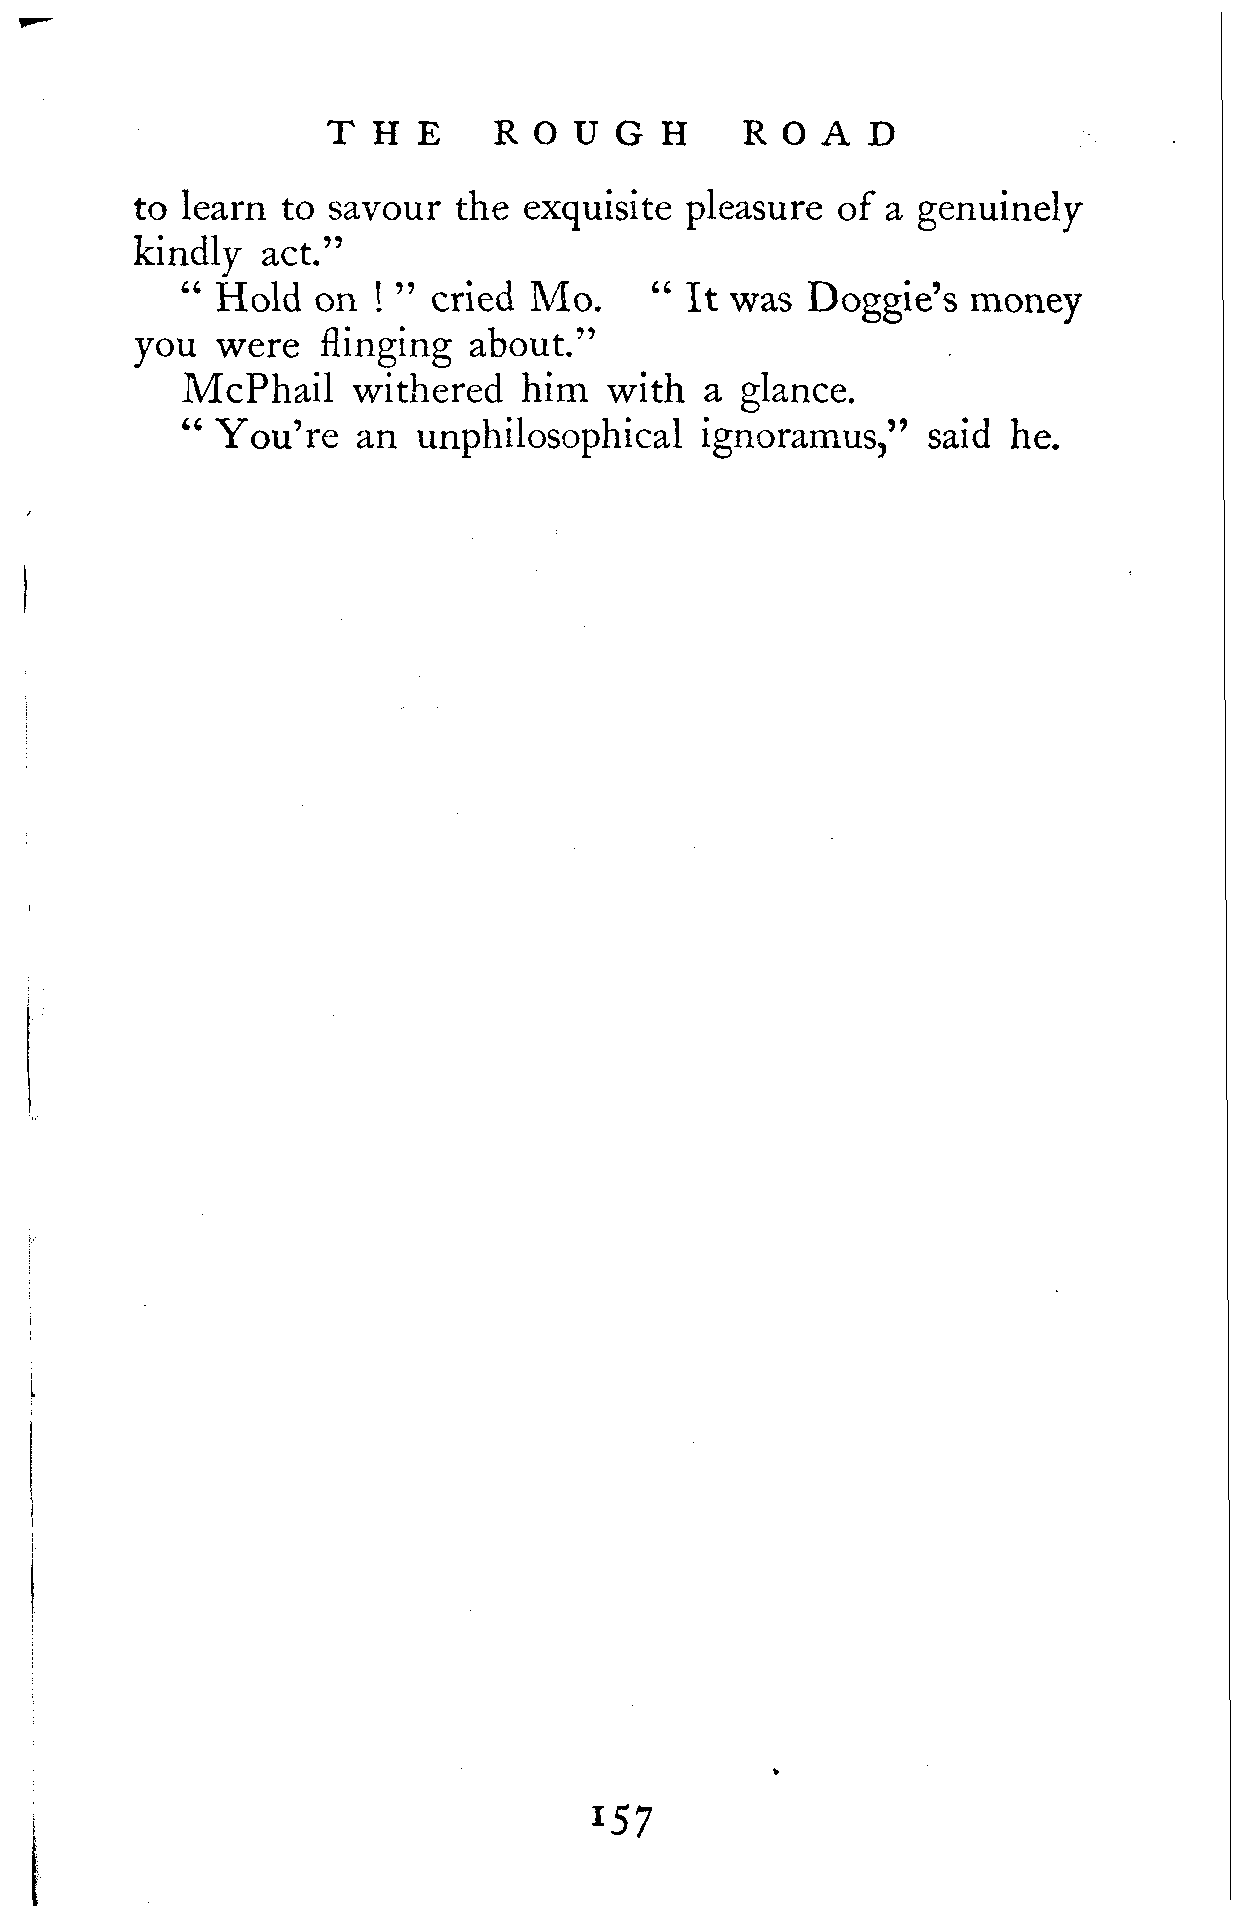 THE ROUGH ROAD
to learn to savour the exquisite pleasure of a genuinely
kindly act.”
“ Hold on ! ” cried Mo. “ It was Doggie’s money
you were flinging about.”
McPhail withered him with a glance.
“ You’re an unphilosophical ignoramus,” said he.
157